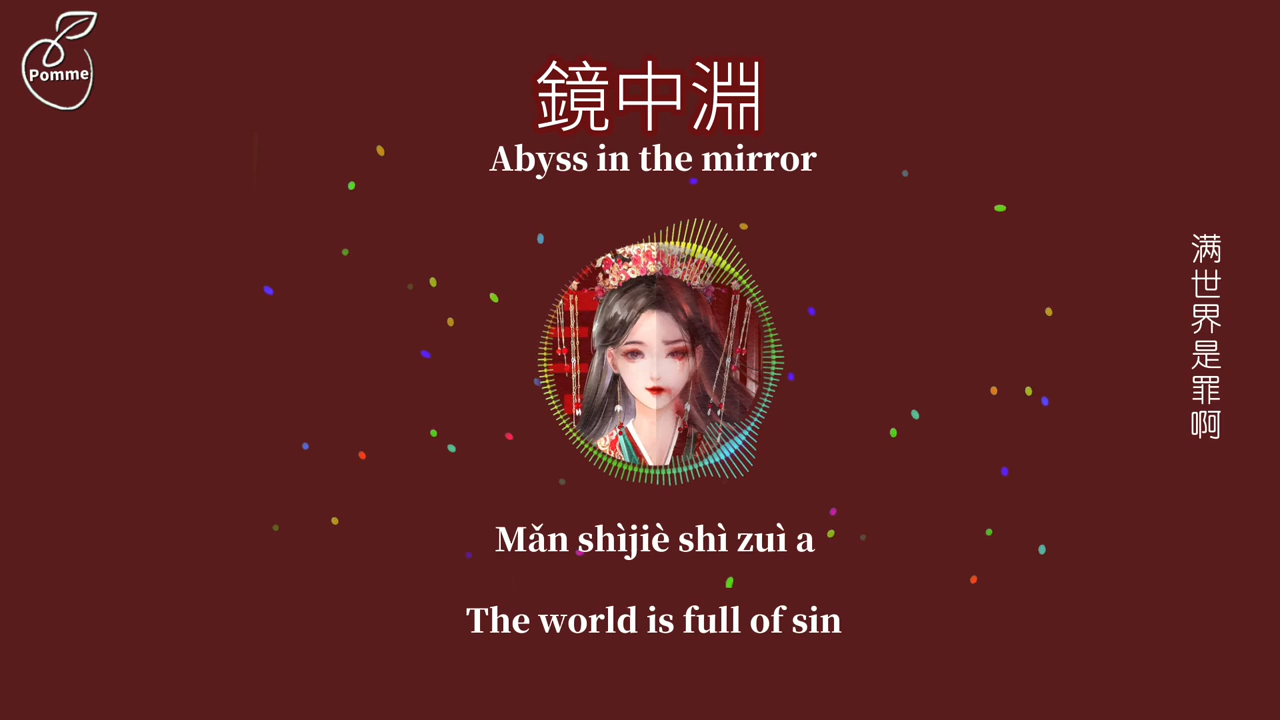 Pomme
鏡中淵
Abyss in the mirror
满世界是罪啊
Mǎn shìjiè shì zuì a
The world is full of sin